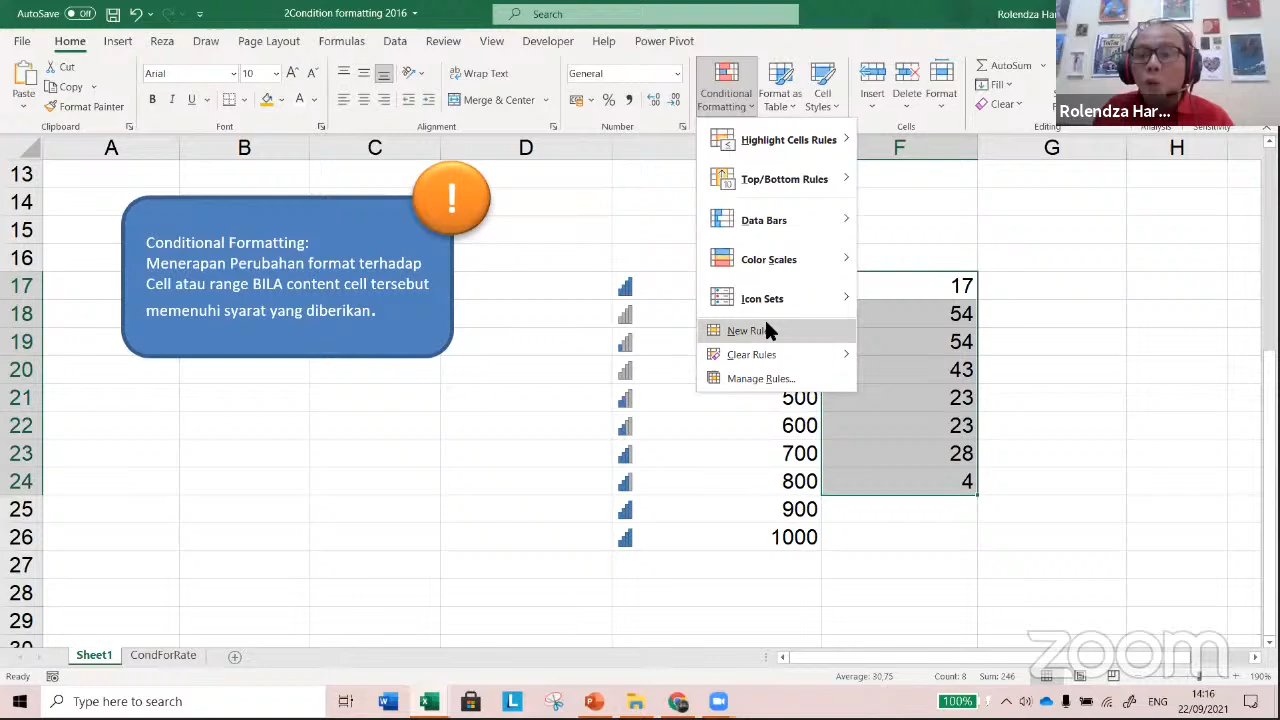 AutoSave Off 2Condition formatting 2016 Search Rolendza Har
File Home Insert Reza Draw Page Layout Formulas Data Review View Developer Help Power Pivot
Paste Cut Copy Format Painter Clipboard
Arial 10 B I U A A A Font
Wrap Text Merge & Center Alignment
General % Number
Conditional Formatting Format as Table Cell Styles
Insert Delete Format Cells
AutoSum Fill Clear Editing
Analysis Sensitivity
Rolendza Har...
Highlight Cells Rules
Top/Bottom Rules
Data Bars
Color Scales
Icon Sets
New
Clear Rules
Manage Rules...
A B C D F G H
13
14
15
16
17 17
18 54
19 54
20 43
21 500 23
22 600 23
23 700 28
24 800 4
25 900
26 1000
27
28
29
!
Conditional Formatting:
Menerapan Perubahan format terhadap
Cell atau range BILA content cell tersebut
memenuhi syarat yang diberikan.
zoom
Sheet1 CondForRate
Ready Average: 30,75 Count: 8 Sum: 246 190%
Type here to search
100% ENG 14:16
22/09/2021